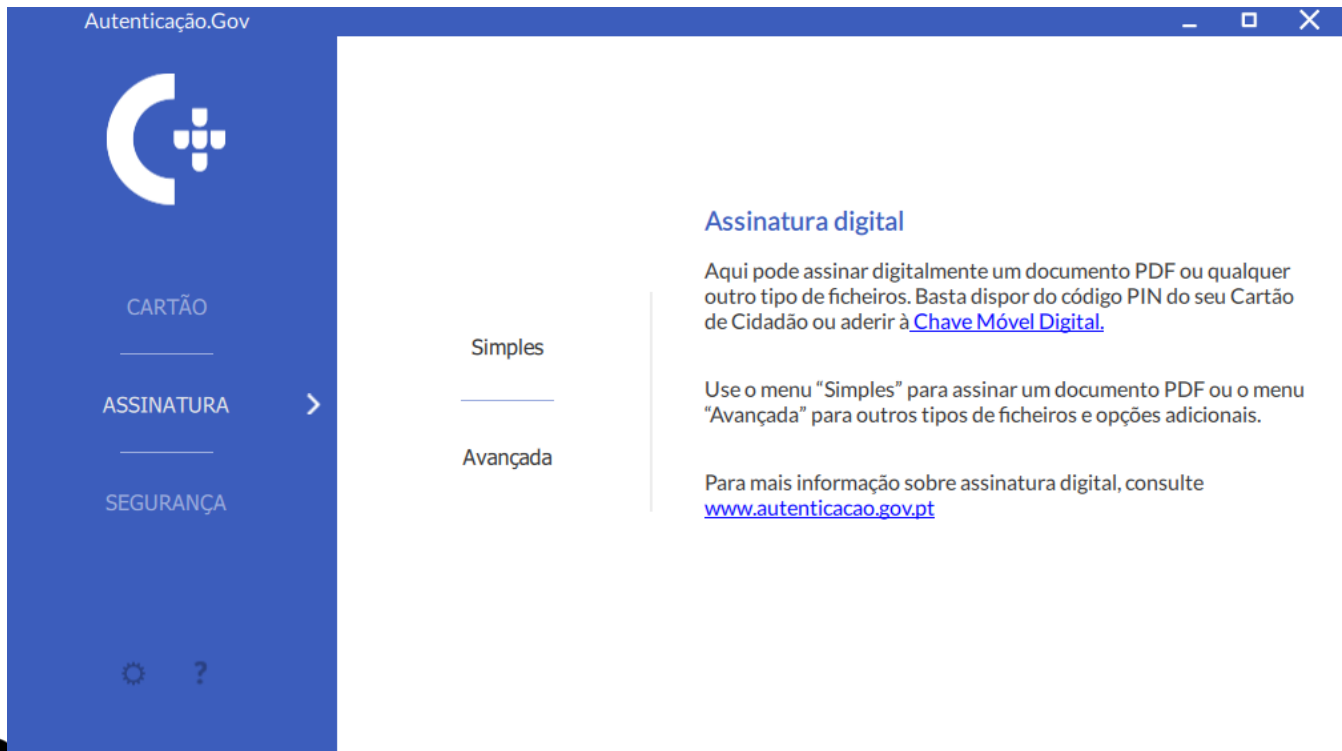 Autenticação.Gov
CARTÃO
ASSINATURA
SEGURANÇA
?
Simples
Avançada
Assinatura digital
Aqui pode assinar digitalmente um documento PDF ou qualquer
outro tipo de ficheiros. Basta dispor do código PIN do seu Cartão
de Cidadão ou aderir à Chave Móvel Digital.
Use o menu “Simples” para assinar um documento PDF ou o menu
“Avançada” para outros tipos de ficheiros e opções adicionais.
Para mais informação sobre assinatura digital, consulte
www.autenticacao.gov.pt